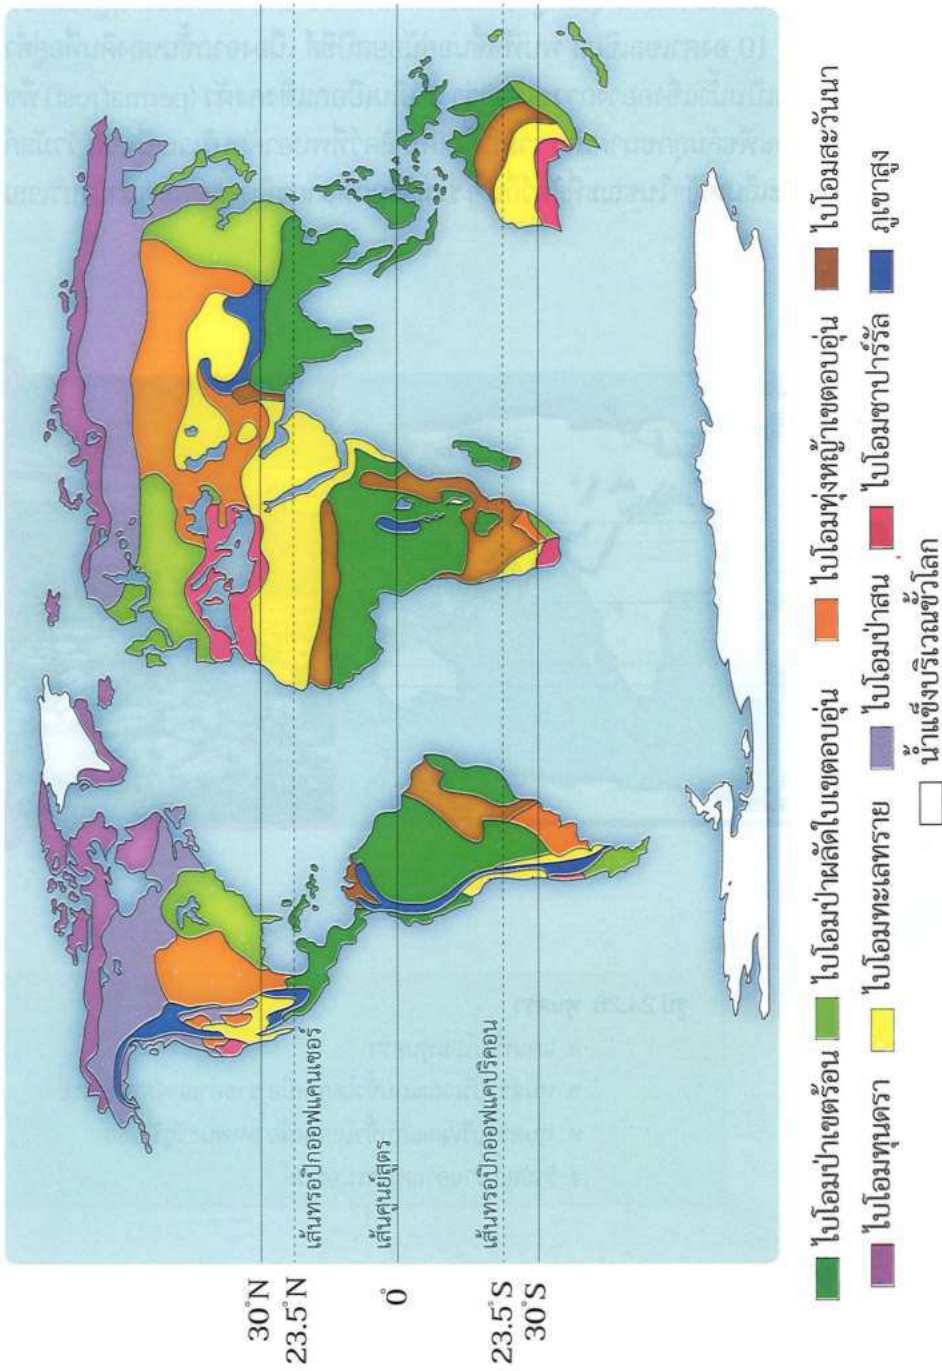 30°N
23.5°N
เส้นทรอปิกออฟแคนเซอร์
0°
เส้นศูนย์สูตร
23.5°S
เส้นทรอปิกออฟแคปริคอน
30°S
ไบโอมป่าเขตร้อน ไบโอมป่าผลัดใบเขตอบอุ่น ไบโอมทุ่งหญ้าเขตอบอุ่น ไบโอมสะวันนา
ไบโอมทุนดรา ไบโอมทะเลทราย ไบโอมป่าสน ไบโอมชาปาร์รัล ภูเขาสูง
น้ำแข็งบริเวณขั้วโลก